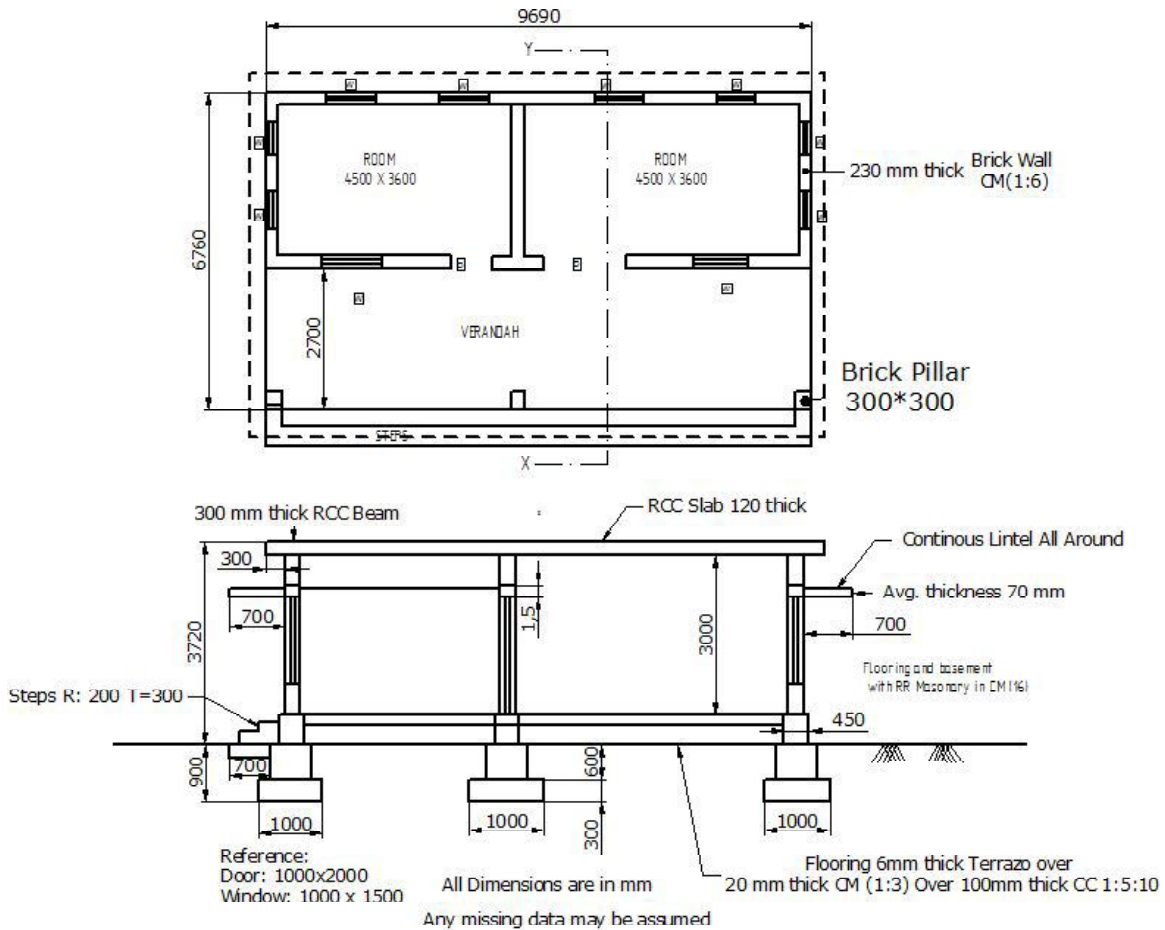 9690
Y
W
W
W
W
W
W
ROOM
4500 X 3600
ROOM
4500 X 3600
230 mm thick
Brick Wall
CM(1:6)
W
W
6760
2700
W
W
VERANDAH
Brick Pillar
300*300
STEPS
X
300 mm thick RCC Beam
RCC Slab 120 thick
300
Continous Lintel All Around
Avg. thickness 70 mm
700
1,5
3000
700
3720
Flooring and basement
with RR Masonary in CM(1:6)
Steps R: 200 T=300
450
900
700
600
1000
1000
300
1000
Reference:
Door: 1000x2000
Window: 1000 x 1500
All Dimensions are in mm
Flooring 6mm thick Terrazo over
20 mm thick CM (1:3) Over 100mm thick CC 1:5:10
Any missing data may be assumed